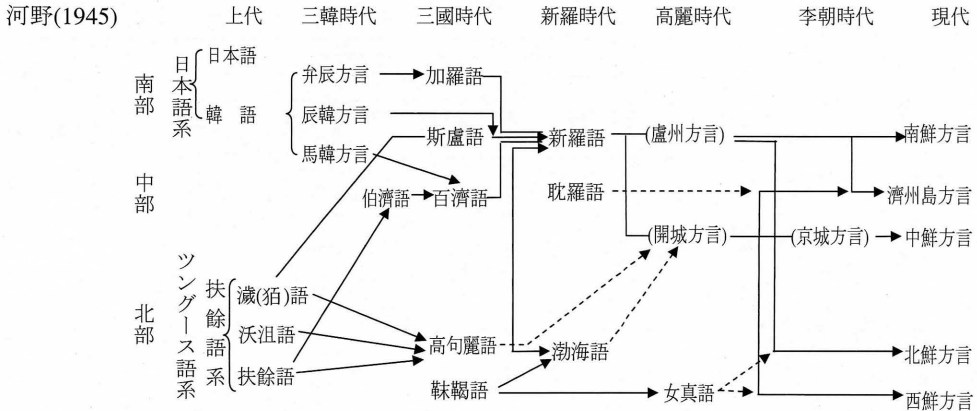 河野(1945) 上代 三韓時代 三國時代 新羅時代 高麗時代 李朝時代 現代
南部
日本語系
日本語
韓 語
弁辰方言 加羅語
辰韓方言
斯盧語 新羅語 (盧州方言) 南鮮方言
馬韓方言
中部
伯濟語 百濟語 耽羅語 濟州島方言
(開城方言) (京城方言) 中鮮方言
北部
ツングース語系
扶餘語系
濊(狛)語
沃沮語 高句麗語 渤海語 北鮮方言
扶餘語
靺鞨語 女真語 西鮮方言